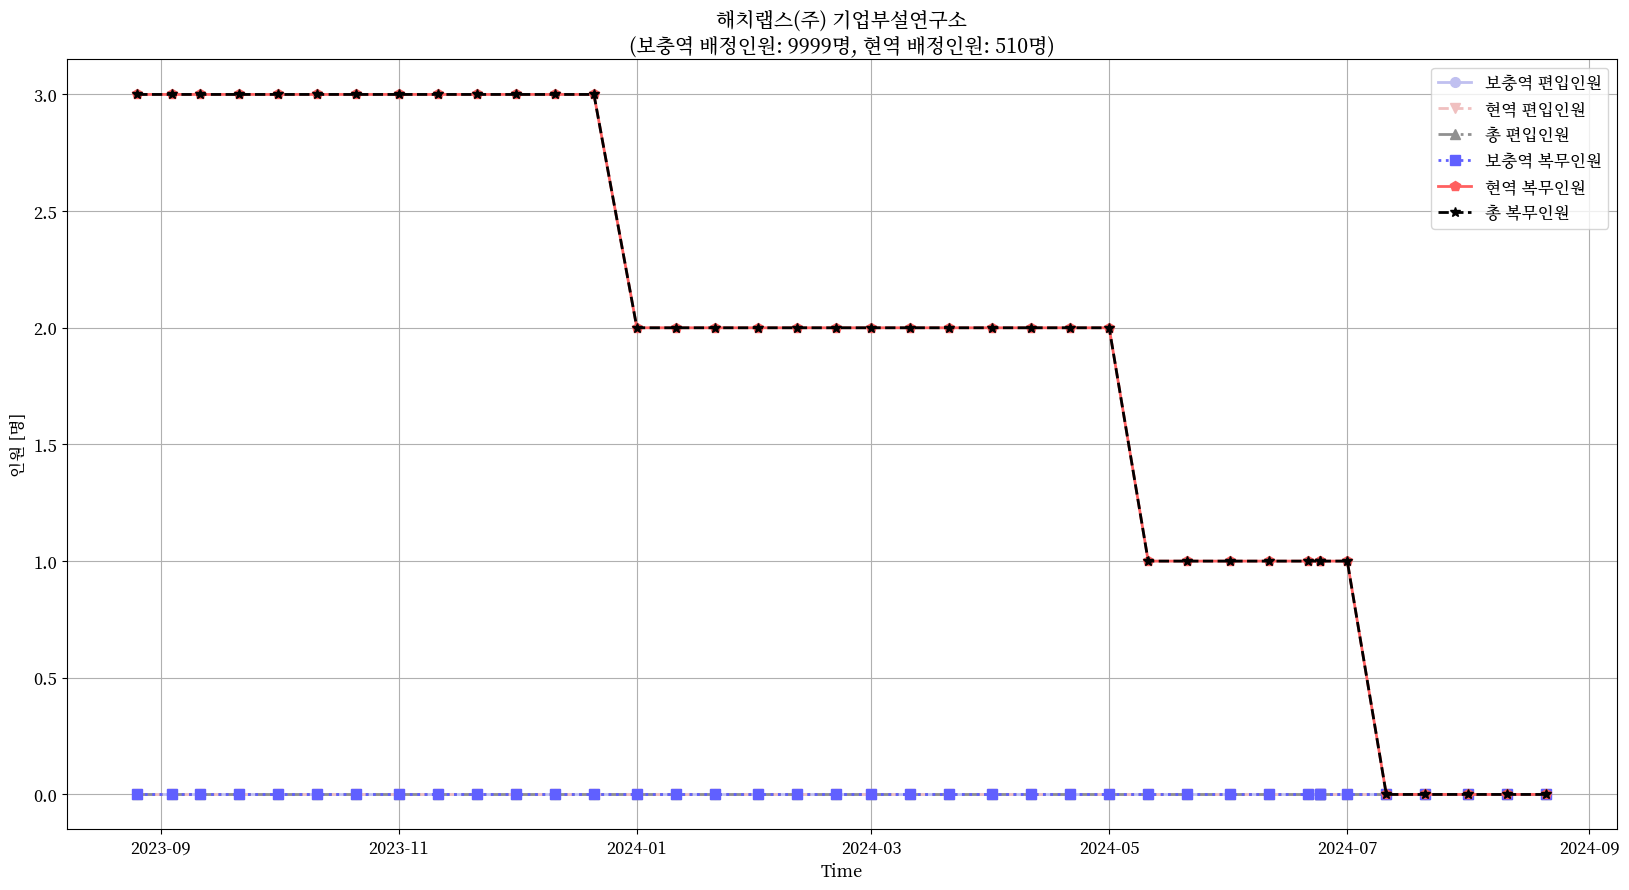 해치랩스(주) 기업부설연구소
(보충역 배정인원: 9999명, 현역 배정인원: 510명)
보충역 편입인원
현역 편입인원
총 편입인원
보충역 복무인원
현역 복무인원
총 복무인원
인원 [명]
3.0
2.5
2.0
1.5
1.0
0.5
0.0
2023-09
2023-11
2024-01
2024-03
2024-05
2024-07
2024-09
Time